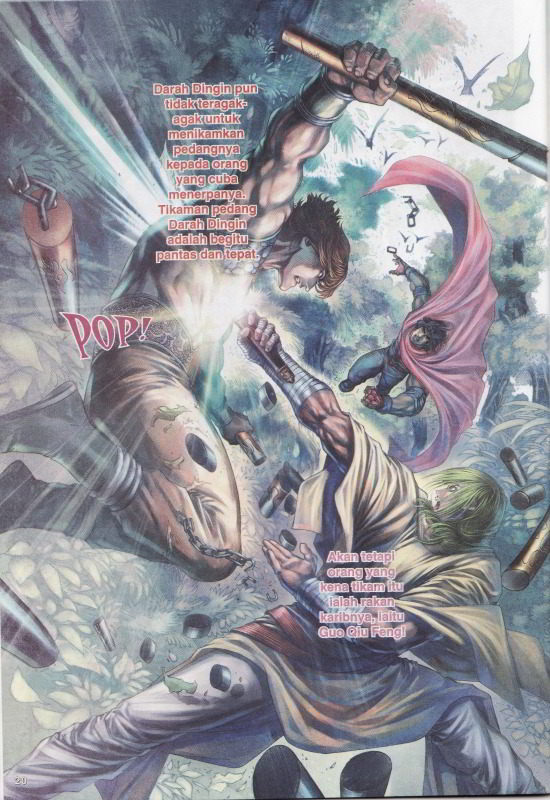 Darah Dingin pun
tidak teragak-
agak untuk
menikamkan
pedangnya
kepada orang
yang cuba
menerpanya.
Tikaman pedang
Darah Dingin
adalah begitu
pantas dan tepat.
POP!
Akan tetapi
orang yang
kena tikam itu
ialah rakan
karibnya, iaitu
Guo Qiu Feng!
20